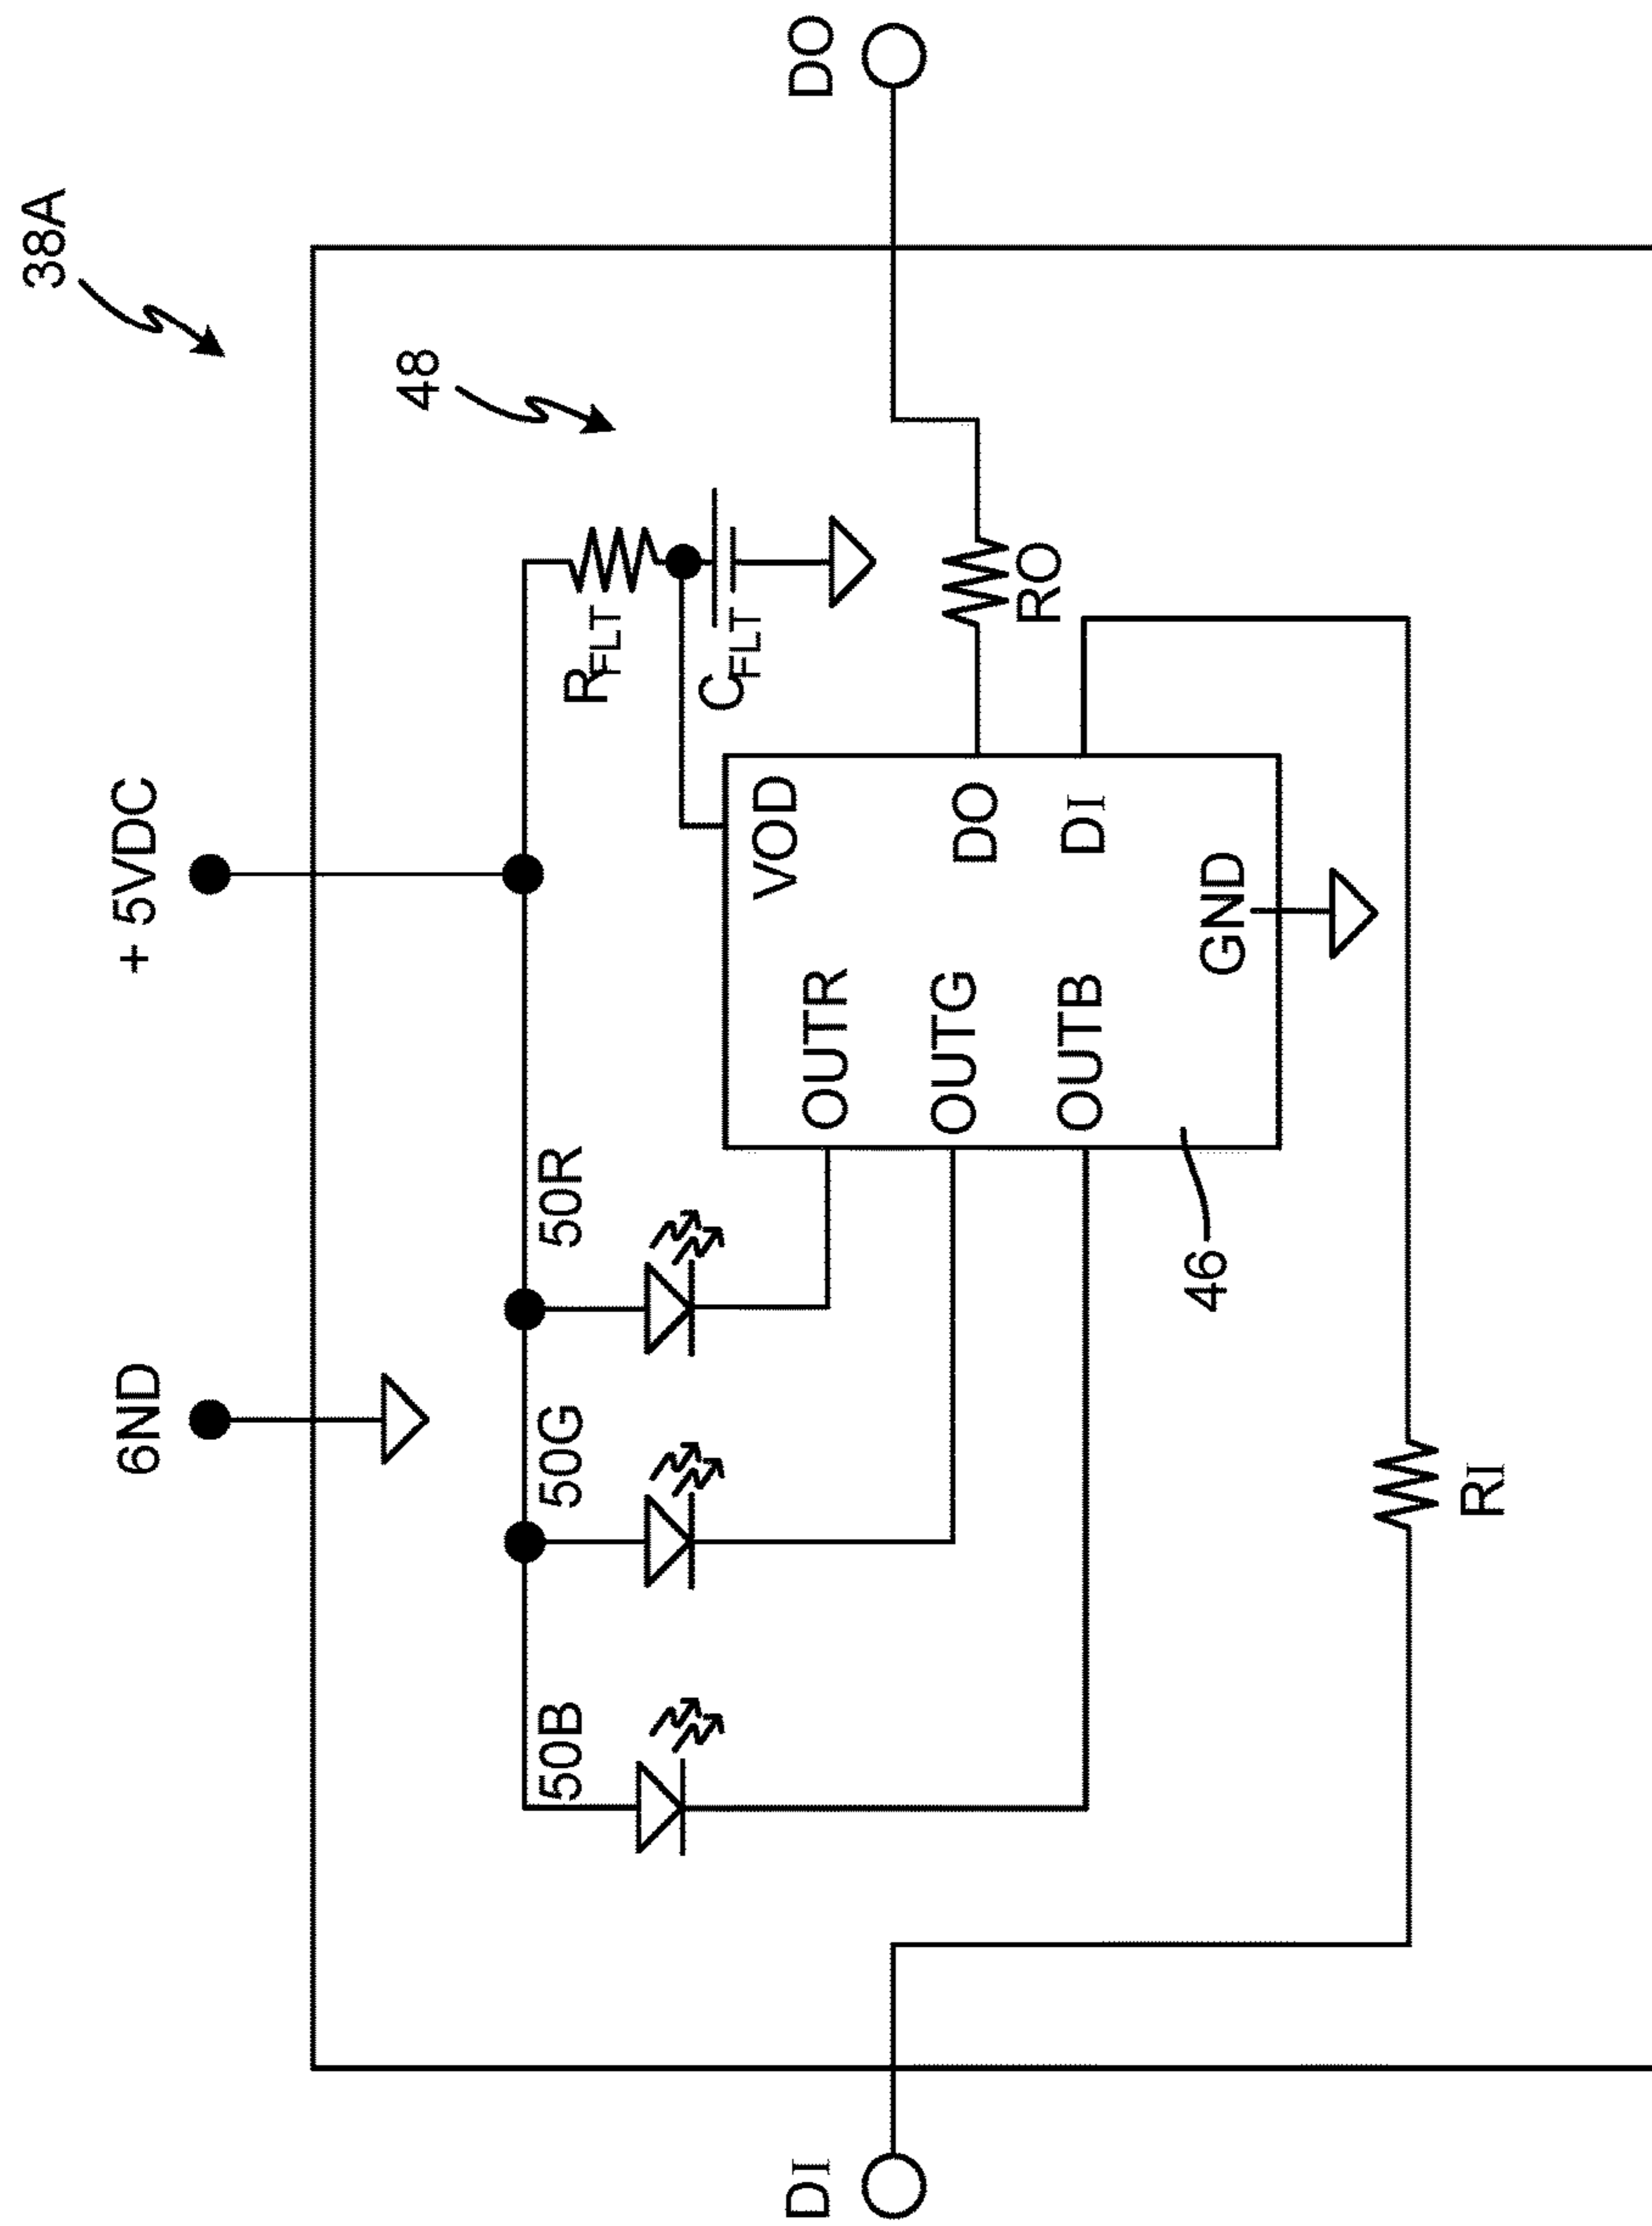 38A
6ND
+ 5VDC
48
50B
50G
50R
RFLT
CFLT
VOD
OUTR
OUTG
OUTB
DO
DI
GND
DI
DO
RO
46
RI